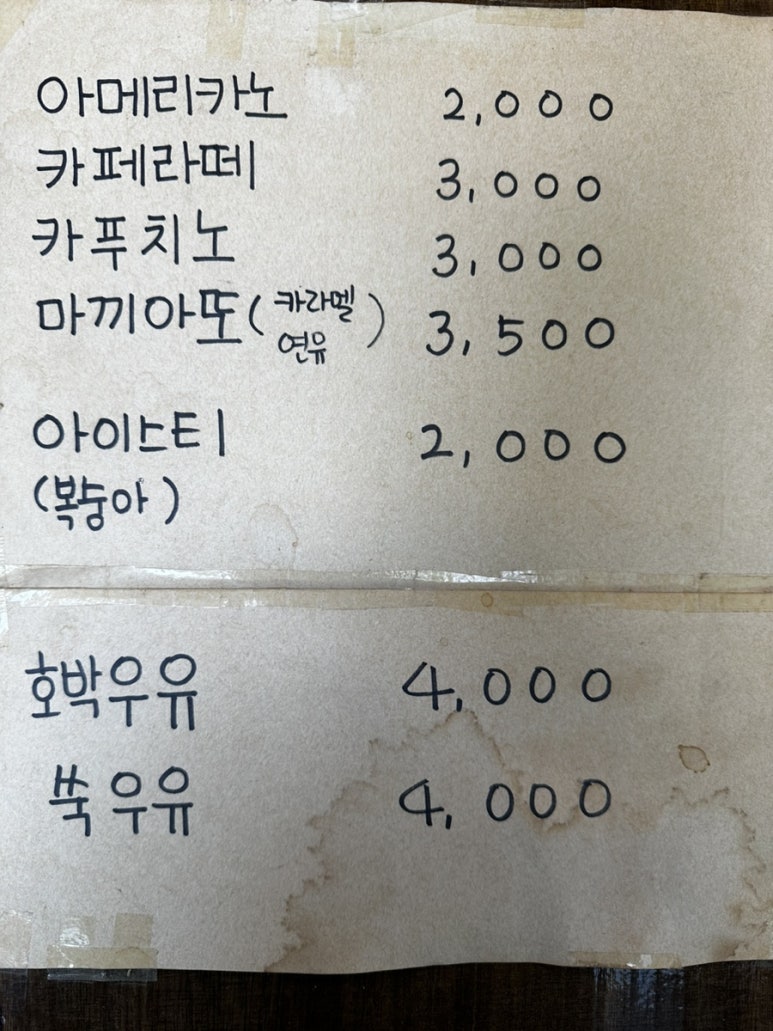 아메리카노 2,000
카페라떼 3,000
카푸치노 3,000
마끼아또 (카라멜 연유) 3,500
아이스티 2,000
(복숭아)
호박우유 4,000
쑥우유 4,000